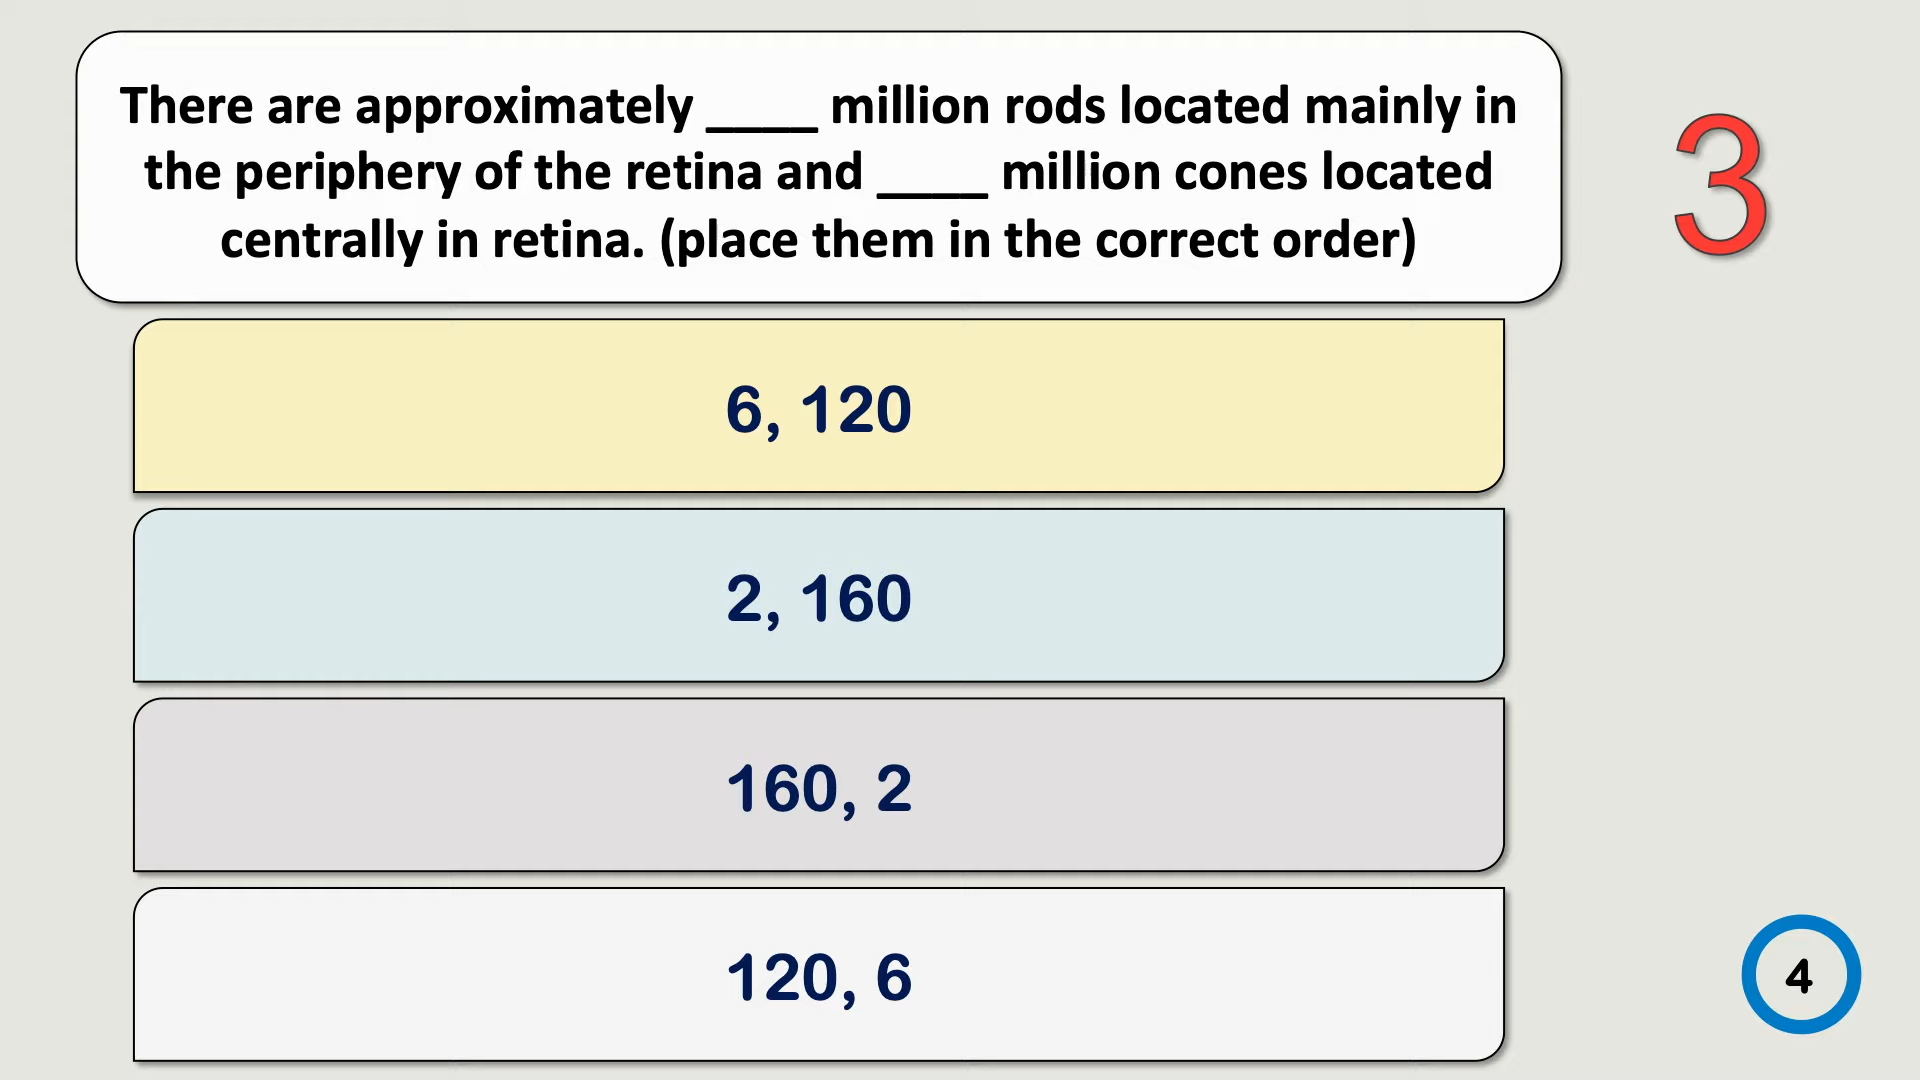 There are approximately ____ million rods located mainly in
the periphery of the retina and ____ million cones located
centrally in retina. (place them in the correct order)
3
6, 120
2, 160
160, 2
120, 6
4